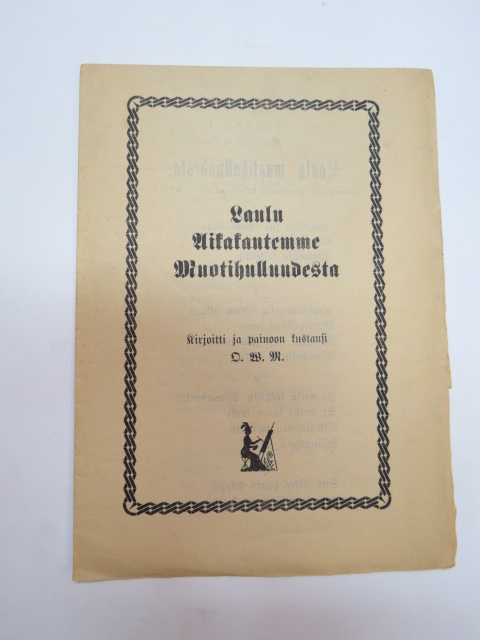 Laulu
Aikakautemme
Muotihulluudesta
Kirjoitti ja painoon kustansi
O. W. R.